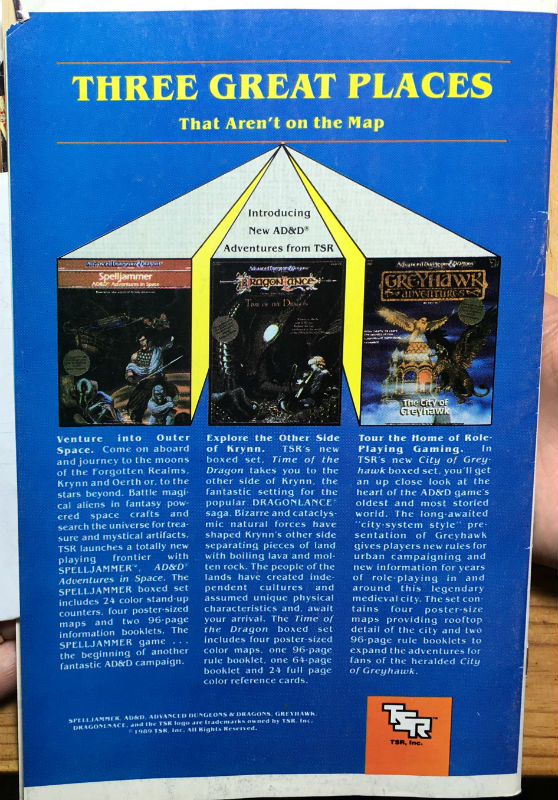 THREE GREAT PLACES
That Aren't on the Map
Introducing
New AD&D®
Adventures from TSR
Advanced Dungeons & Dragons
Spelljammer
AD&D® Adventures in Space
Advanced Dungeons & Dragons
DRAGONLANCE
TIME OF THE DRAGON
Advanced Dungeons & Dragons
GREYHAWK
ADVENTURES
The City of
Greyhawk
Venture into Outer
Space. Come on aboard
and journey to the moons
of the Forgotten Realms,
Krynn and Oerth or, to the
stars beyond. Battle magi-
cal aliens in fantasy pow-
ered space crafts and
search the universe for trea-
sure and mystical artifacts.
TSR launches a totally new
playing frontier with
SPELLJAMMER™, AD&D®
Adventures in Space. The
SPELLJAMMER boxed set
includes 24 color stand-up
counters, four poster-sized
maps and two 96-page
information booklets. The
SPELLJAMMER game . . .
the beginning of another
fantastic AD&D campaign.
Explore the Other Side
of Krynn. TSR's new
boxed set, Time of the
Dragon takes you to the
other side of Krynn, the
fantastic setting for the
popular DRAGONLANCE®
saga. Bizarre and cataclys-
mic natural forces have
shaped Krynn's other side
separating pieces of land
with boiling lava and mol-
ten rock. The people of the
lands have created inde-
pendent cultures and
assumed unique physical
characteristics and, await
your arrival. The Time of
the Dragon boxed set
includes four poster-sized
color maps, one 96-page
rule booklet, one 64-page
booklet and 24 full page
color reference cards.
Tour the Home of Role-
Playing Gaming. In
TSR's new City of Grey-
hawk boxed set, you'll get
an up close look at the
heart of the AD&D game's
oldest and most storied
world. The long-awaited
"city-system style" pre-
sentation of Greyhawk
gives players new rules for
urban campaigning and
new information for years
of role-playing in and
around this legendary
medieval city. The set con-
tains four poster-size
maps providing rooftop
detail of the city and two
96-page rule booklets to
expand the adventures for
fans of the heralded City
of Greyhawk.
SPELLJAMMER, AD&D, ADVANCED DUNGEONS & DRAGONS, GREYHAWK,
DRAGONLNACE, and the TSR logo are trademarks owned by TSR, Inc.
©1989 TSR, Inc. All Rights Reserved.
TSR™
TSR, Inc.